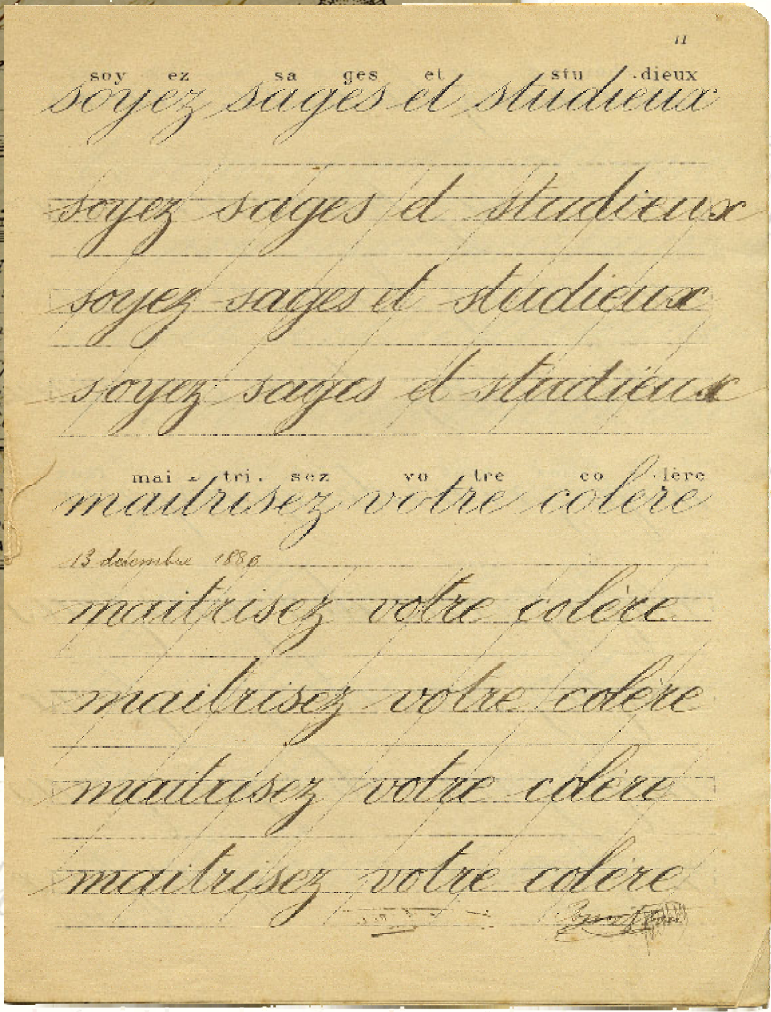 11
soy ez sa ges et stu dieux
soyez sages et studieux
soyez sages et studieux
soyez sages et studieux
soyez sages et studieux
mai - tri. sez vo tre co lère
maitrisez votre colère
13 décembre 1886
maitrisez votre colère
maitrisez votre colère
maitrisez votre colère
maitrisez votre colère